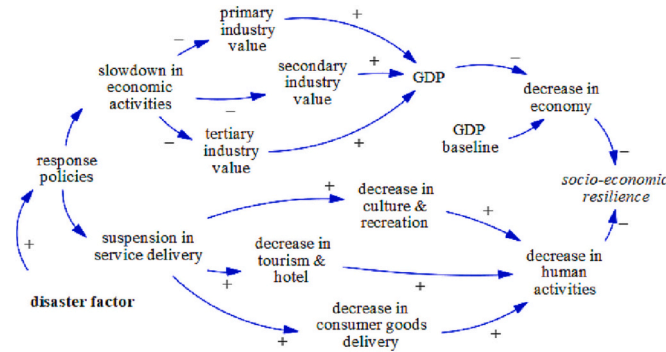 primary industry
value
+
−
slowdown in
economic
activities
secondary
industry
value
+
−
GDP
−
decrease in
economy
GDP
baseline
−
tertiary
industry value
+
response
policies
−
socio-economic
resilience
−
+
disaster factor
suspension in
service delivery
+
decrease in
culture &
recreation
+
+
decrease in
tourism &
hotel
+
decrease in
human
activities
+
decrease in
consumer goods
delivery
+